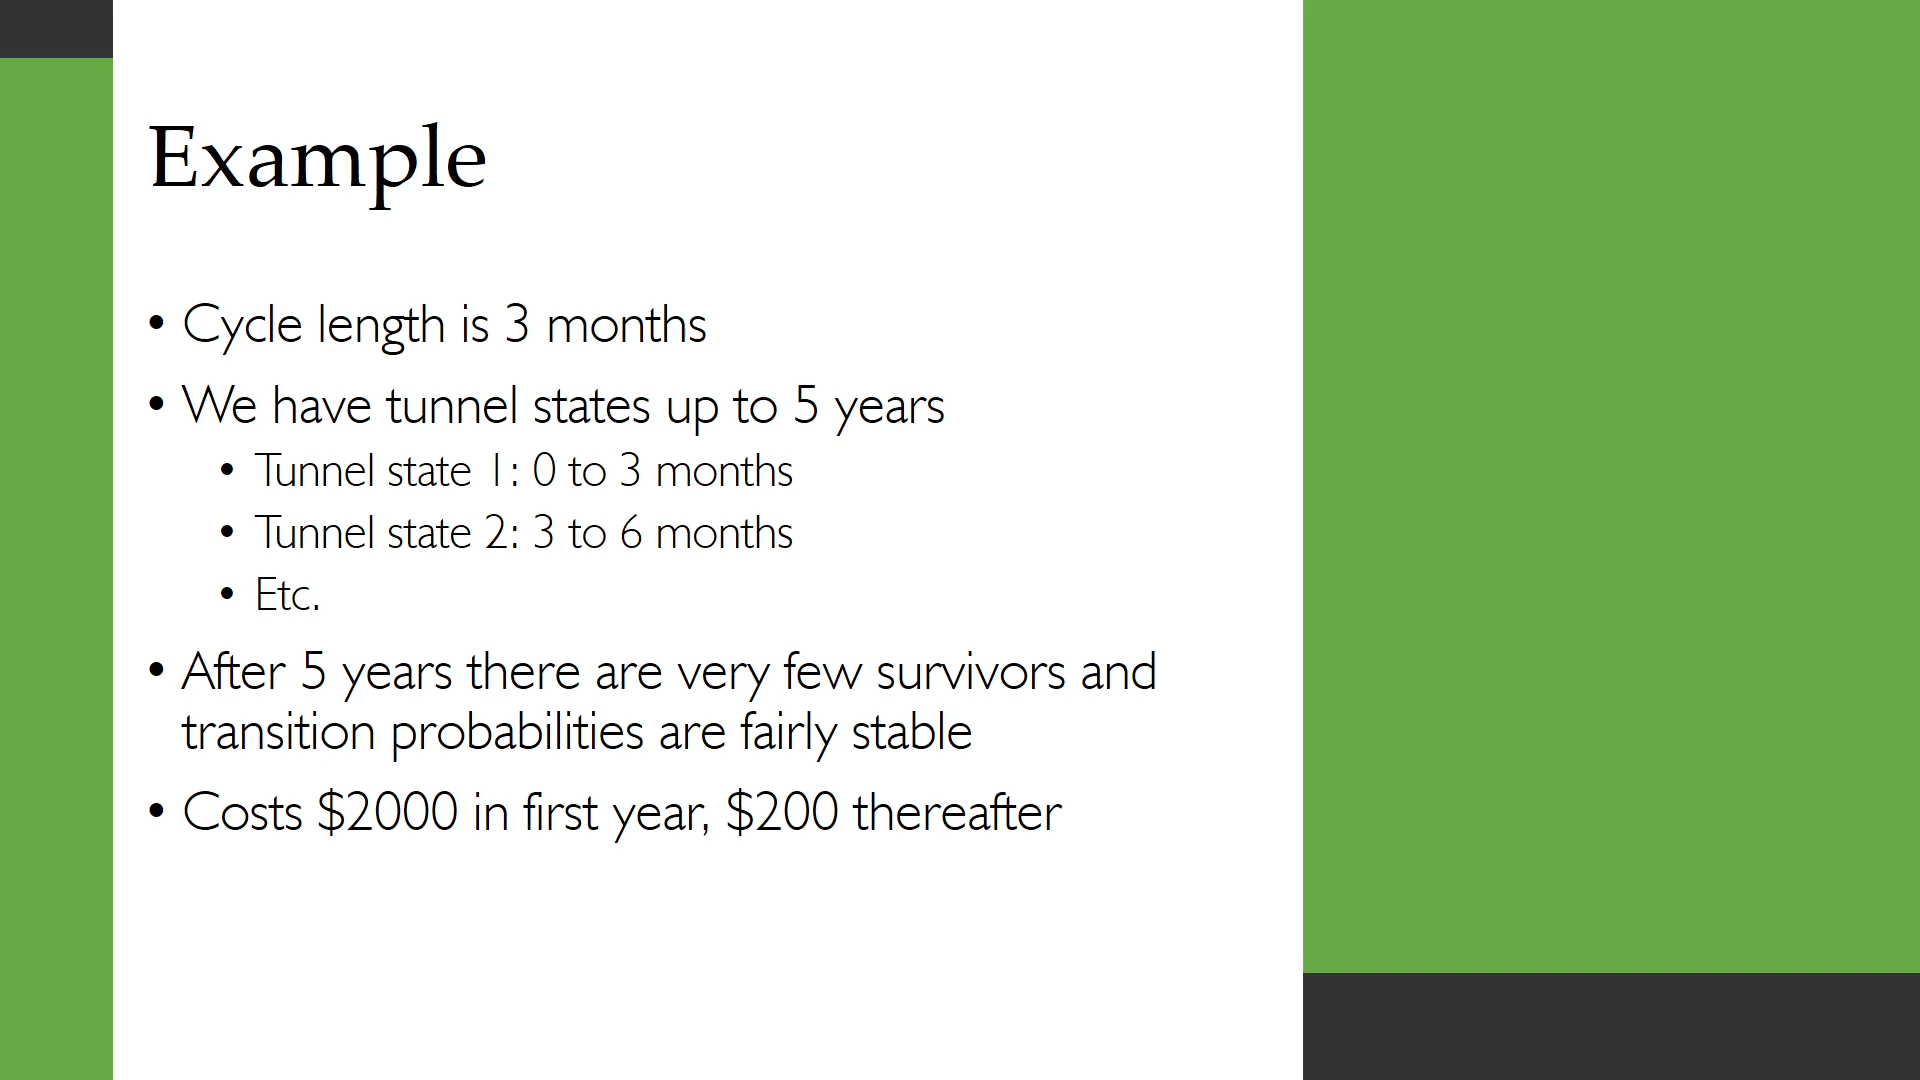 Example
• Cycle length is 3 months
• We have tunnel states up to 5 years
• Tunnel state 1: 0 to 3 months
• Tunnel state 2: 3 to 6 months
• Etc.
• After 5 years there are very few survivors and
transition probabilities are fairly stable
• Costs $2000 in first year, $200 thereafter